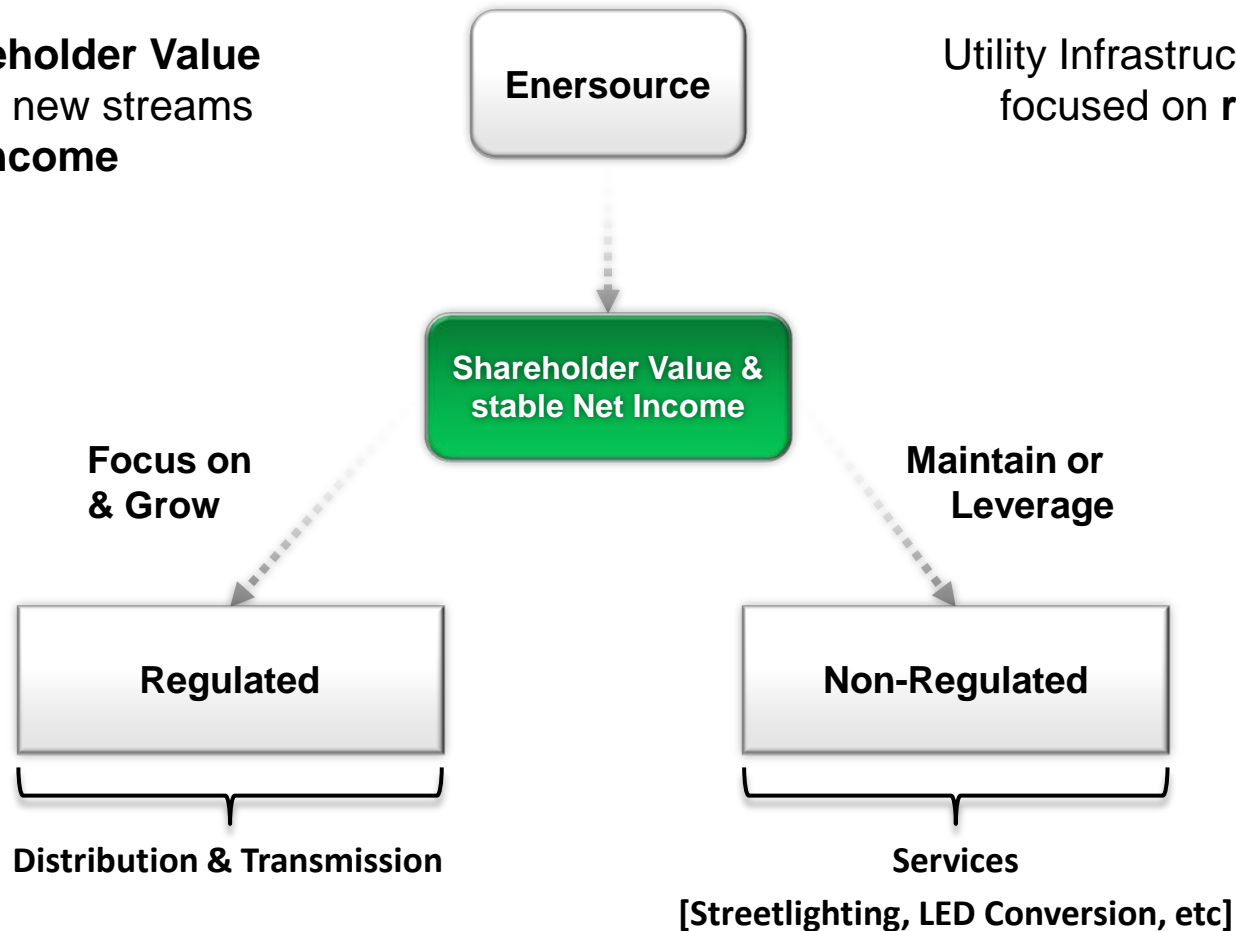 eholder Value
new streams
ncome
Enersource
Utility Infrastruc
focused on r
Shareholder Value &
stable Net Income
Focus on
& Grow
Maintain or
Leverage
Regulated
Non-Regulated
Distribution & Transmission
Services
[Streetlighting, LED Conversion, etc]